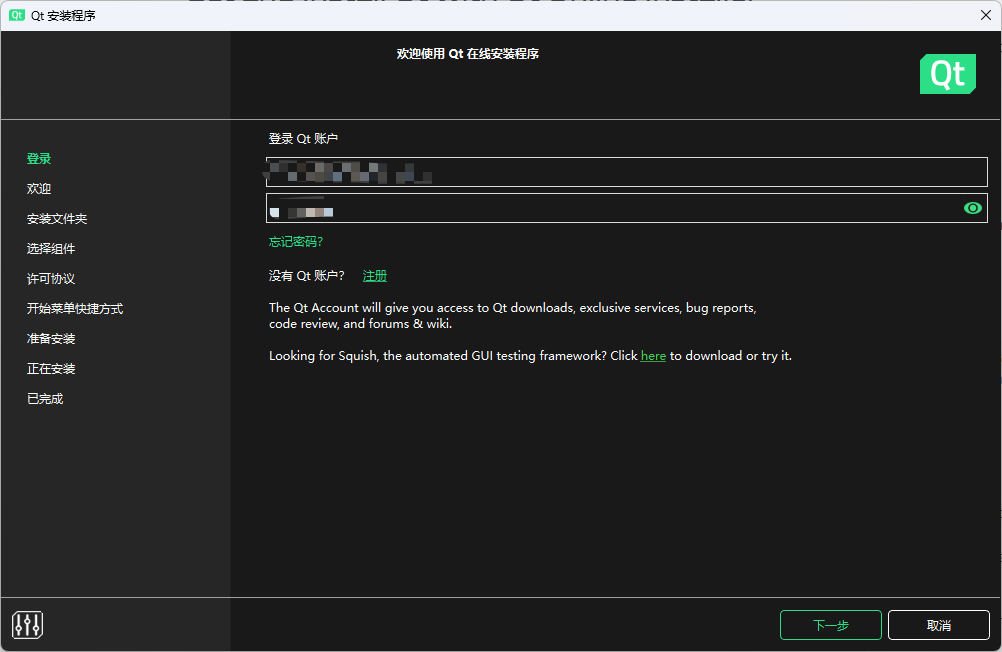 Qt Qt 安装程序
欢迎使用 Qt 在线安装程序
Qt
登录
欢迎
安装文件夹
选择组件
许可协议
开始菜单快捷方式
准备安装
正在安装
已完成
登录 Qt 账户
忘记密码?
没有 Qt 账户? 注册
The Qt Account will give you access to Qt downloads, exclusive services, bug reports,
code review, and forums & wiki.
Looking for Squish, the automated GUI testing framework? Click here to download or try it.
下一步
取消